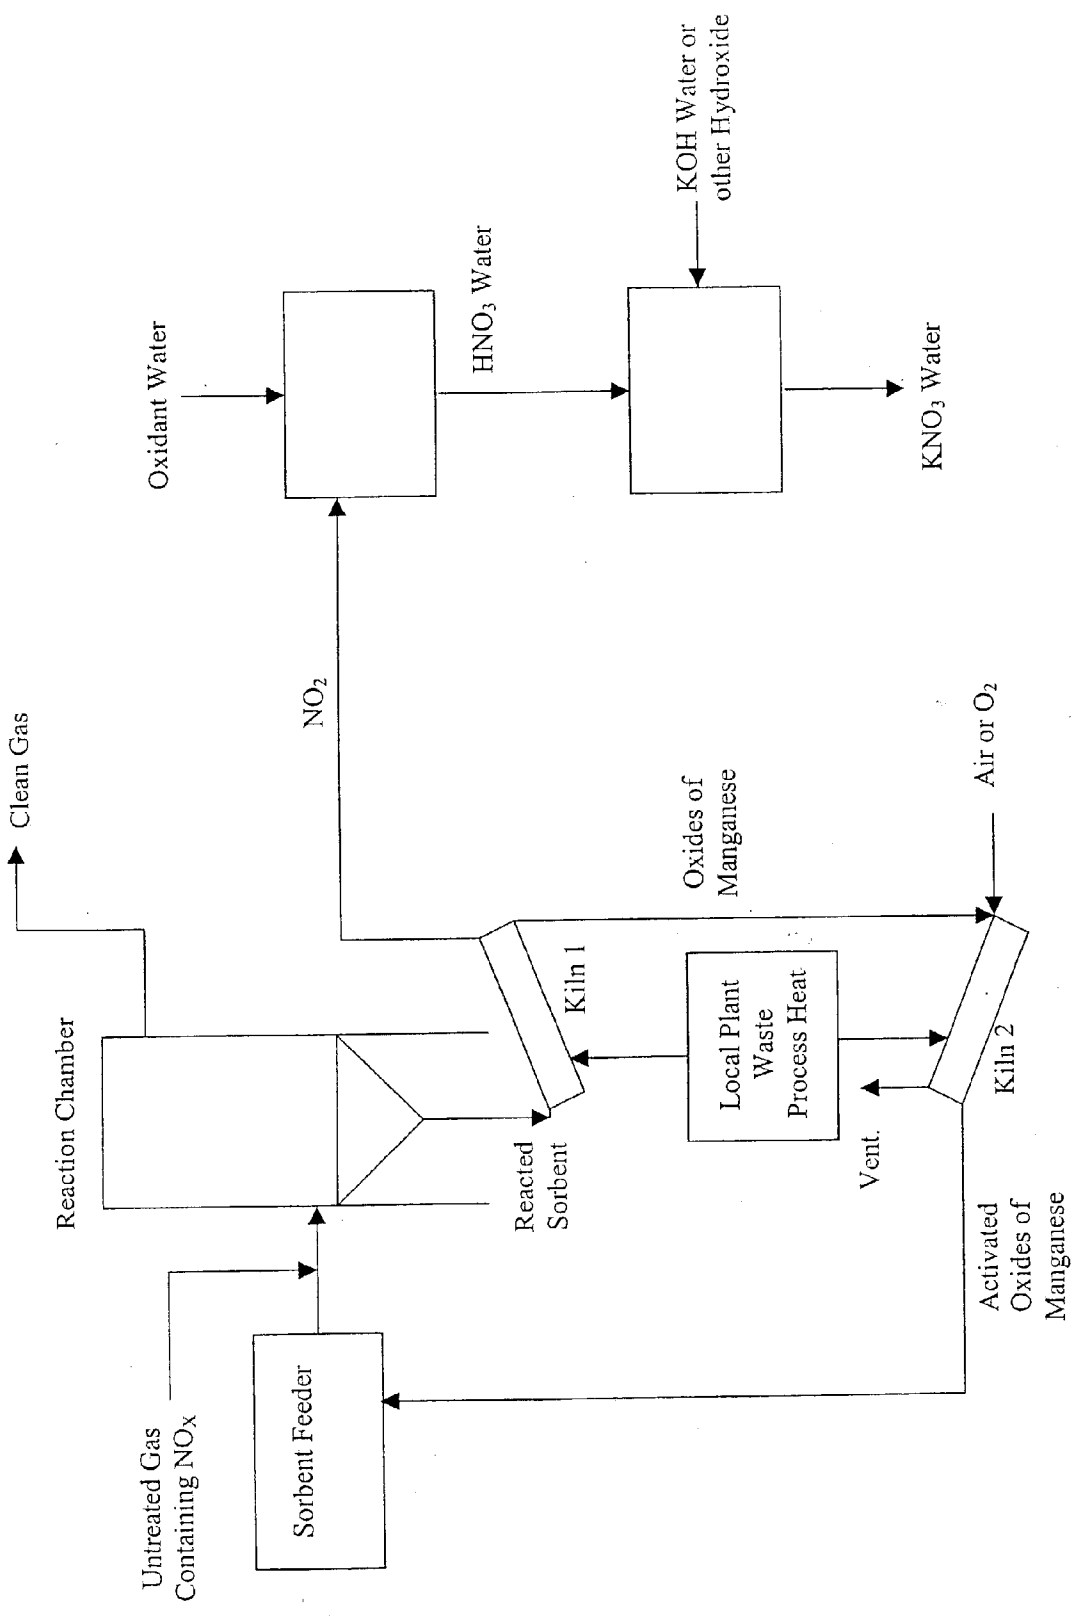 Untreated Gas
Containing NOX
Sorbent Feeder
Reaction Chamber
Clean Gas
Reacted
Sorbent
Kiln 1
NO2
Oxidant Water
HNO3 Water
KOH Water or
other Hydroxide
KNO3 Water
Local Plant
Waste
Process Heat
Oxides of
Manganese
Air or O2
Vent.
Kiln 2
Activated
Oxides of
Manganese